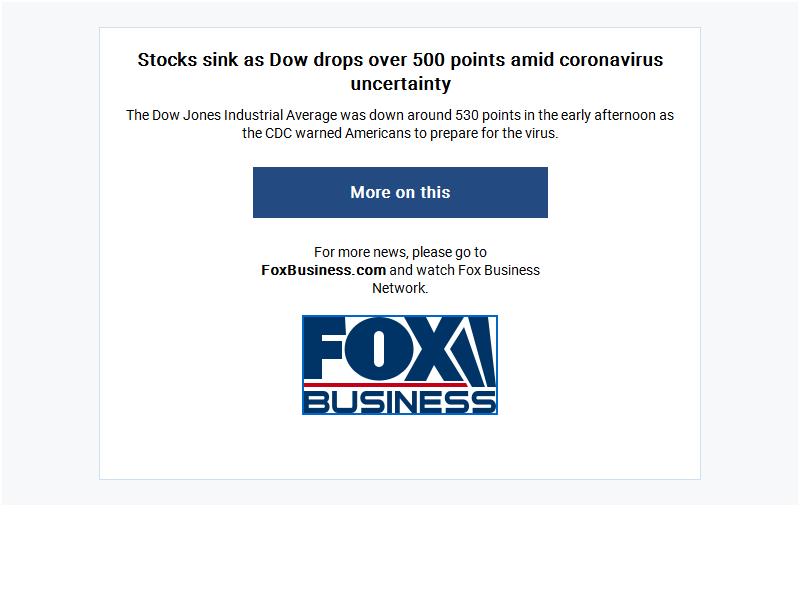 Stocks sink as Dow drops over 500 points amid coronavirus
uncertainty
The Dow Jones Industrial Average was down around 530 points in the early afternoon as
the CDC warned Americans to prepare for the virus.
More on this
For more news, please go to
FoxBusiness.com and watch Fox Business
Network.
FOX
BUSINESS